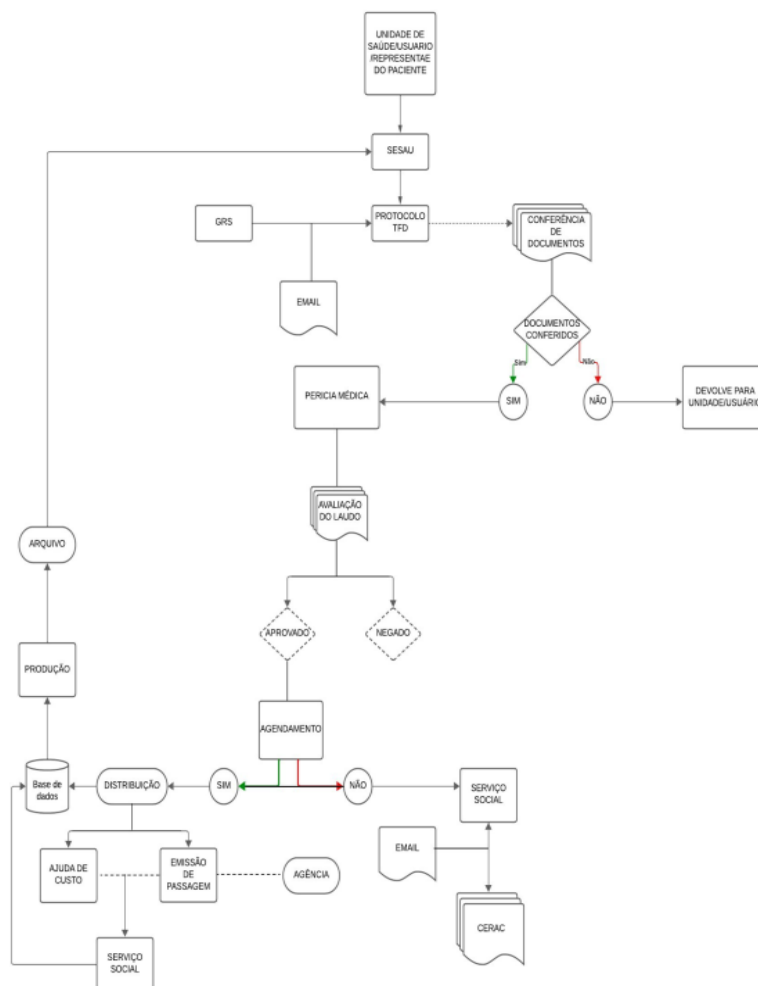 UNIDADE DE
SAÚDE/USUARIO
/REPRESENTAE
DO PACIENTE
SESAU
GRS
PROTOCOLO
TFD
CONFERÊNCIA
DE
DOCUMENTOS
EMAIL
DOCUMENTOS
CONFERIDOS
Sim
Não
PERICIA MÉDICA
SIM
NÃO
DEVOLVE PARA
UNIDADE/USUÁRIO
AVALIAÇÃO
DO LAUDO
ARQUIVO
APROVADO
NEGADO
PRODUÇÃO
AGENDAMENTO
Base de
dados
DISTRIBUIÇÃO
SIM
NÃO
SERVIÇO
SOCIAL
EMAIL
AJUDA DE
CUSTO
EMISSÃO
DE
PASSAGEM
AGÊNCIA
CERAC
SERVIÇO
SOCIAL